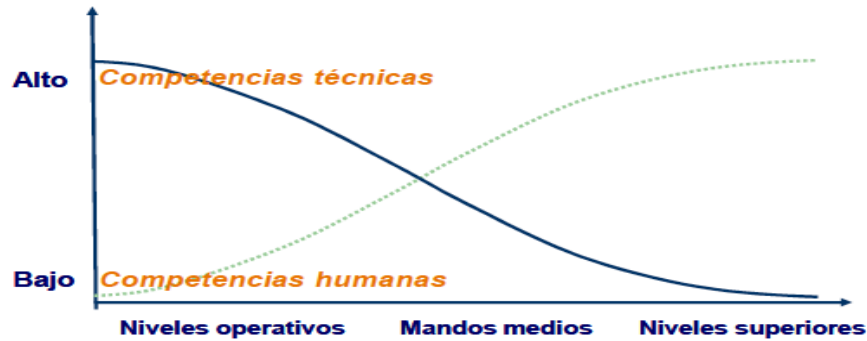 Alto
Competencias técnicas
Bajo
Competencias humanas
Niveles operativos
Mandos medios
Niveles superiores